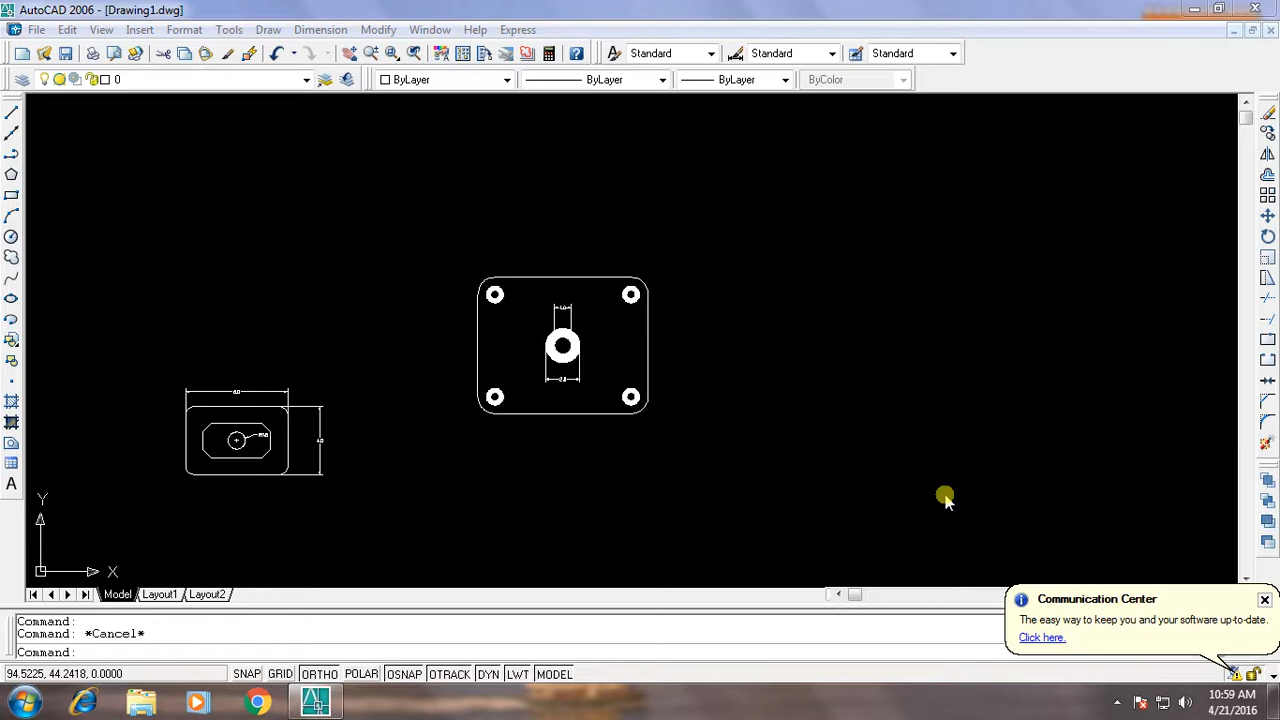 AutoCAD 2006 - [Drawing1.dwg]
File Edit View Insert Format Tools Draw Dimension Modify Window Help Express
Standard Standard Standard
0 ByLayer ByLayer ByLayer ByColor
A
Y
X
Model Layout1 Layout2
Communication Center
The easy way to keep you and your software up-to-date.
Click here.
Command:
Command: *Cancel*
Command:
94.5225, 44.2418, 0.0000 SNAP GRID ORTHO POLAR OSNAP OTRACK DYN LWT MODEL
10:59 AM
4/21/2016